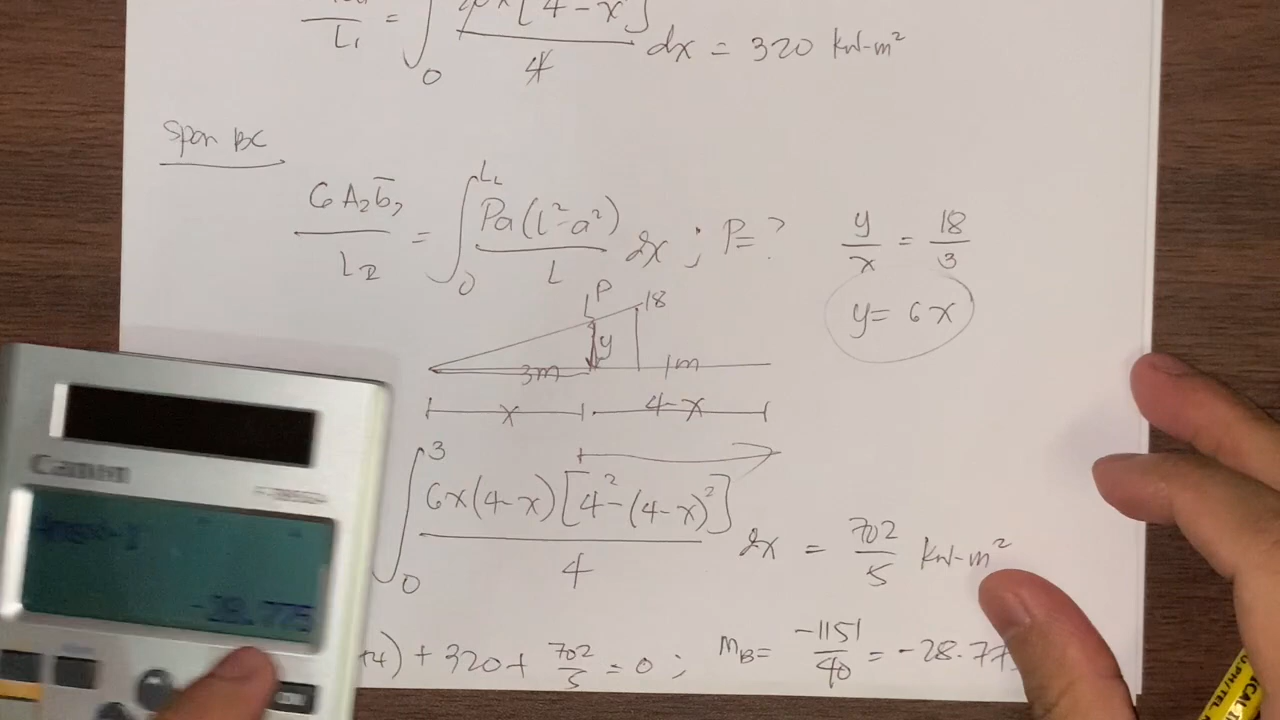 / L₁ = ∫₀ [4-x] / 4 dx = 320 kN-m²
Span BC
6A₂b̄₂ / L₂ = ∫₀^L₂ Pa(l²-a²) / L dx ; P=?
y/x = 18/3
y = 6x
P
18
y
3m
1m
x
4-x
∫₀³ 6x(4-x)[4²-(4-x)²] / 4 dx = 702/5 kN-m²
+4) + 320 + 702/5 = 0 ; MB = -1151/40 = -28.77
Canon
-28.775